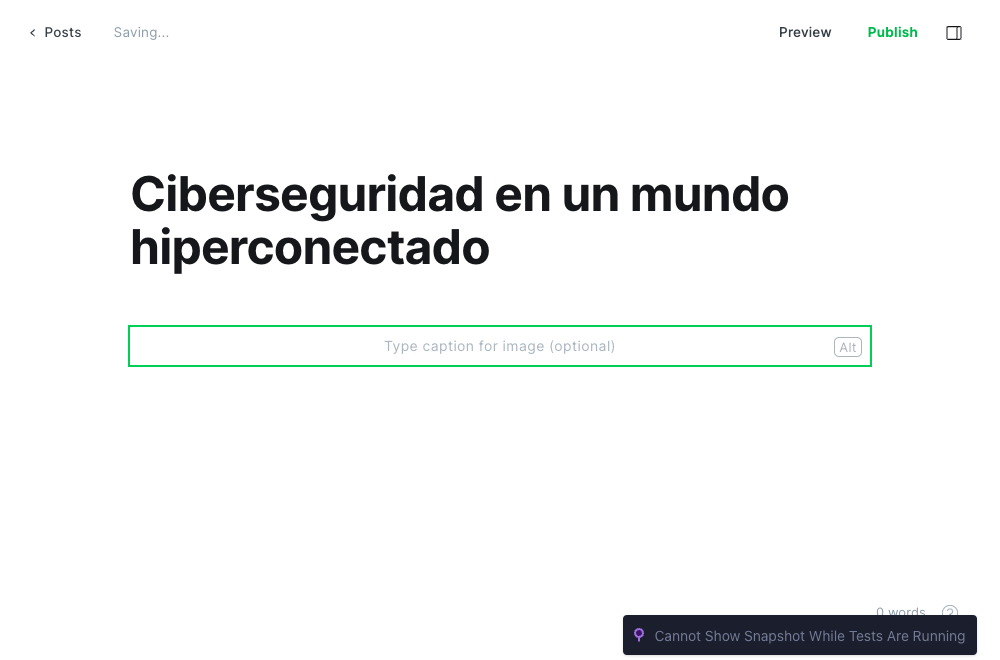 Posts Saving... Preview Publish
Ciberseguridad en un mundo
hiperconectado
Type caption for image (optional) Alt
0 words ?
Cannot Show Snapshot While Tests Are Running